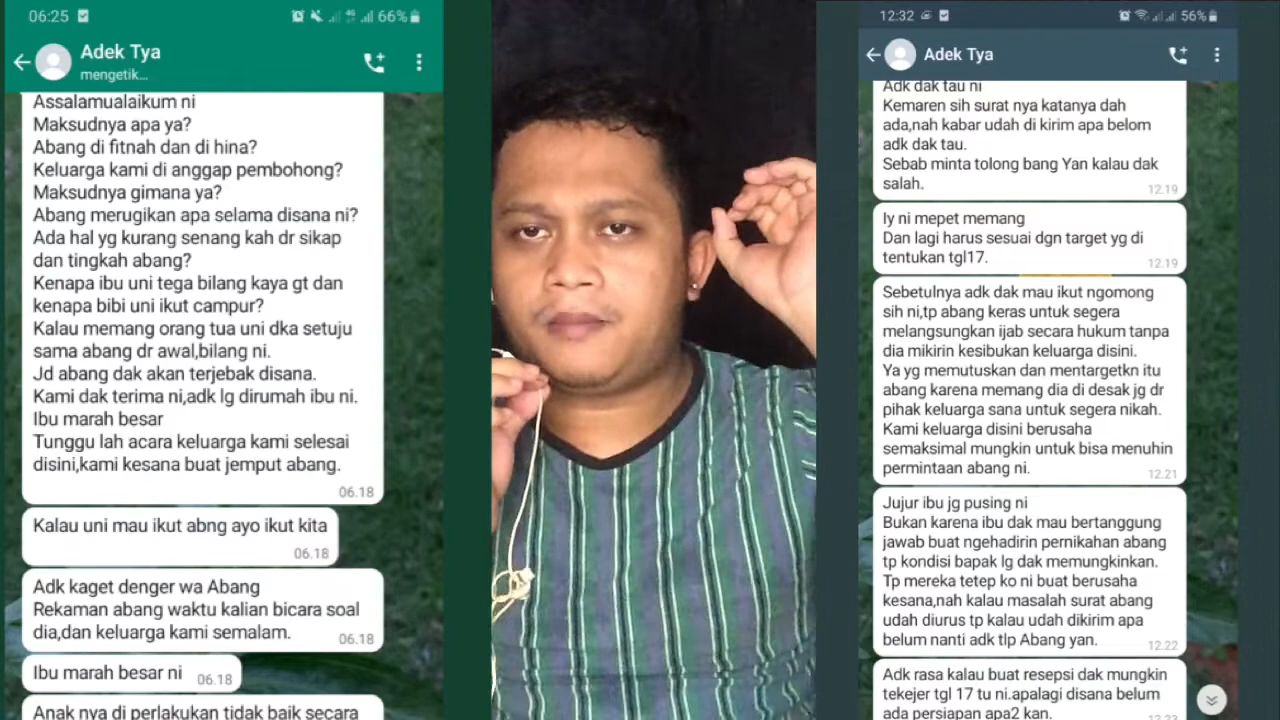 06:25
66%
Adek Tya
mengetik...
Assalamualaikum ni
Maksudnya apa ya?
Abang di fitnah dan di hina?
Keluarga kami di anggap pembohong?
Maksudnya gimana ya?
Abang merugikan apa selama disana ni?
Ada hal yg kurang senang kah dr sikap
dan tingkah abang?
Kenapa ibu uni tega bilang kaya gt dan
kenapa bibi uni ikut campur?
Kalau memang orang tua uni dka setuju
sama abang dr awal,bilang ni.
Jd abang dak akan terjebak disana.
Kami dak terima ni,adk lg dirumah ibu ni.
Ibu marah besar
Tunggu lah acara keluarga kami selesai
disini,kami kesana buat jemput abang.
06.18
Kalau uni mau ikut abng ayo ikut kita
06.18
Adk kaget denger wa Abang
Rekaman abang waktu kalian bicara soal
dia,dan keluarga kami semalam.
06.18
Ibu marah besar ni
06.18
Anak nya di perlakukan tidak baik secara
12:32
56%
Adek Tya
Adk dak tau ni
Kemaren sih surat nya katanya dah
ada,nah kabar udah di kirim apa belom
adk dak tau.
Sebab minta tolong bang Yan kalau dak
salah.
12.19
Iy ni mepet memang
Dan lagi harus sesuai dgn target yg di
tentukan tgl17.
12.19
Sebetulnya adk dak mau ikut ngomong
sih ni,tp abang keras untuk segera
melangsungkan ijab secara hukum tanpa
dia mikirin kesibukan keluarga disini.
Ya yg memutuskan dan mentargetkn itu
abang karena memang dia di desak jg dr
pihak keluarga sana untuk segera nikah.
Kami keluarga disini berusaha
semaksimal mungkin untuk bisa menuhin
permintaan abang ni.
12.21
Jujur ibu jg pusing ni
Bukan karena ibu dak mau bertanggung
jawab buat ngehadirin pernikahan abang
tp kondisi bapak lg dak memungkinkan.
Tp mereka tetep ko ni buat berusaha
kesana,nah kalau masalah surat abang
udah diurus tp kalau udah dikirim apa
belum nanti adk tlp Abang yan.
12.22
Adk rasa kalau buat resepsi dak mungkin
tekejer tgl 17 tu ni.apalagi disana belum
ada persiapan apa2 kan.
12.23